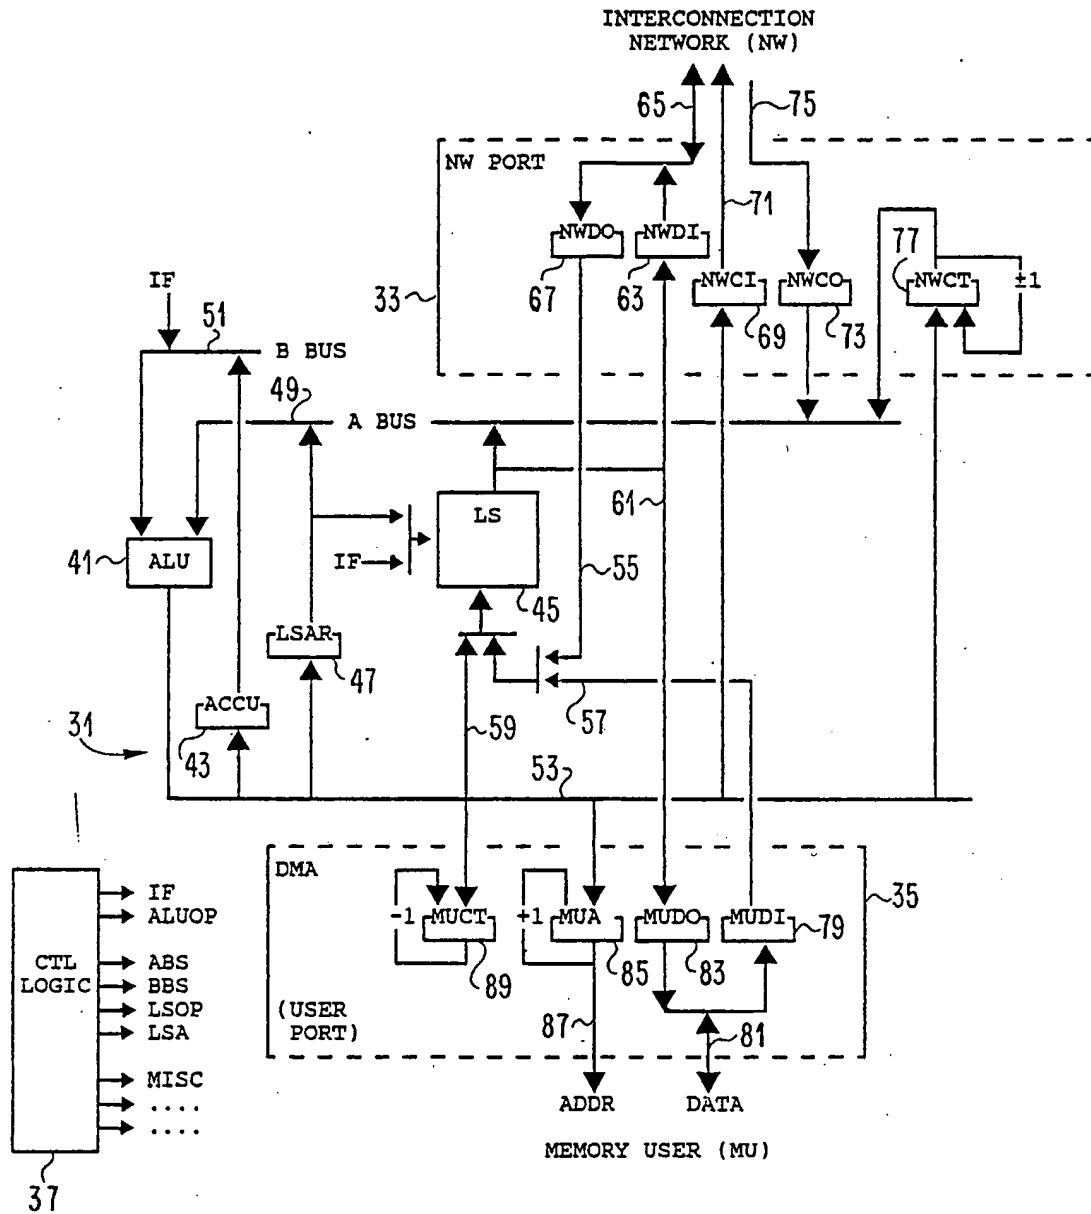 INTERCONNECTION
NETWORK (NW)
65
75
NW PORT
71
NWDO
NWDI
77
67
63
NWCI
NWCO
NWCT
±1
33
69
73
IF
51
B BUS
49
A BUS
61
LS
41
ALU
IF
55
45
LSAR
47
57
ACCU
59
31
43
53
DMA
35
-1
MUCT
+1
MUA
MUDO
MUDI
79
89
85
83
(USER
PORT)
87
81
ADDR
DATA
MEMORY USER (MU)
CTL
LOGIC
IF
ALUOP
ABS
BBS
LSOP
LSA
MISC
....
....
37